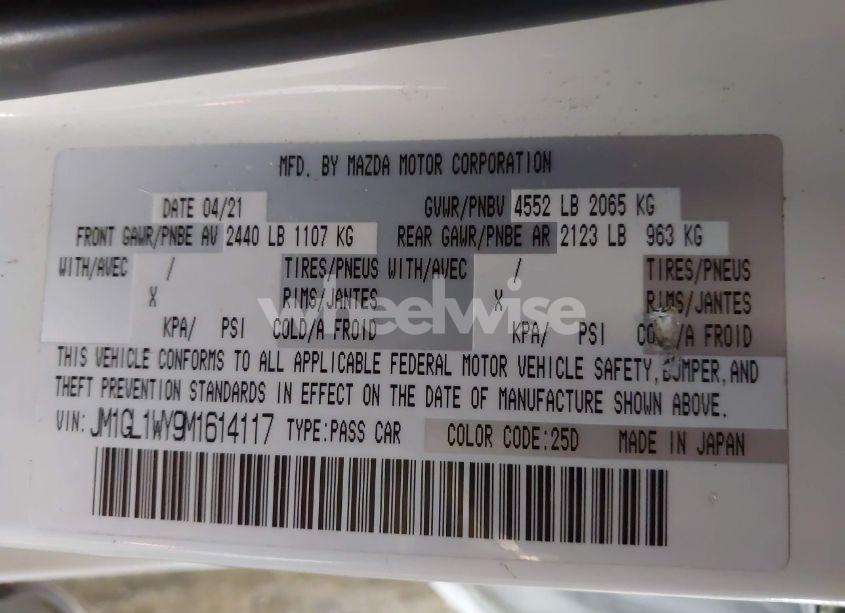 MFD. BY MAZDA MOTOR CORPORATION
DATE 04/21 GVWR/PNBV 4552 LB 2065 KG
FRONT GAWR/PNBE AV 2440 LB 1107 KG REAR GAWR/PNBE AR 2123 LB 963 KG
WITH/AVEC / TIRES/PNEUS WITH/AVEC / TIRES/PNEUS
X RIMS/JANTES X RIMS/JANTES
wheelwise
KPA/ PSI COLD/A FROID KPA/ PSI COLD/A FROID
THIS VEHICLE CONFORMS TO ALL APPLICABLE FEDERAL MOTOR VEHICLE SAFETY, BUMPER, AND
THEFT PREVENTION STANDARDS IN EFFECT ON THE DATE OF MANUFACTURE SHOWN ABOVE.
VIN: JM1GL1WY9M1614117 TYPE:PASS CAR COLOR CODE:25D MADE IN JAPAN